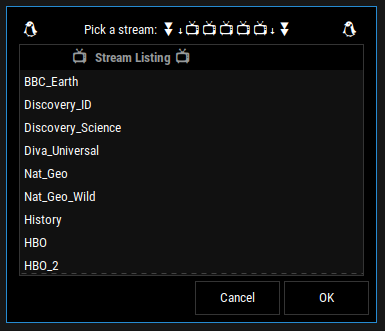 Pick a stream:
Stream Listing
BBC_Earth
Discovery_ID
Discovery_Science
Diva_Universal
Nat_Geo
Nat_Geo_Wild
History
HBO
HBO_2
Cancel OK